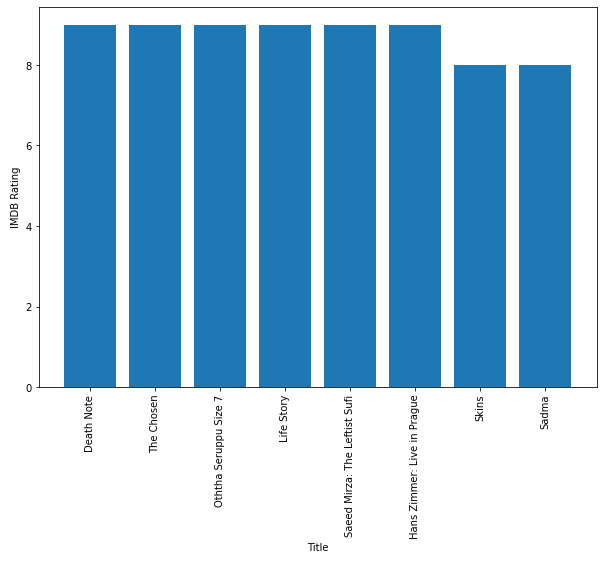 8
6
4
2
0
IMDB Rating
Death Note
The Chosen
Oththa Seruppu Size 7
Life Story
Saeed Mirza: The Leftist Sufi
Hans Zimmer: Live in Prague
Skins
Sadma
Title